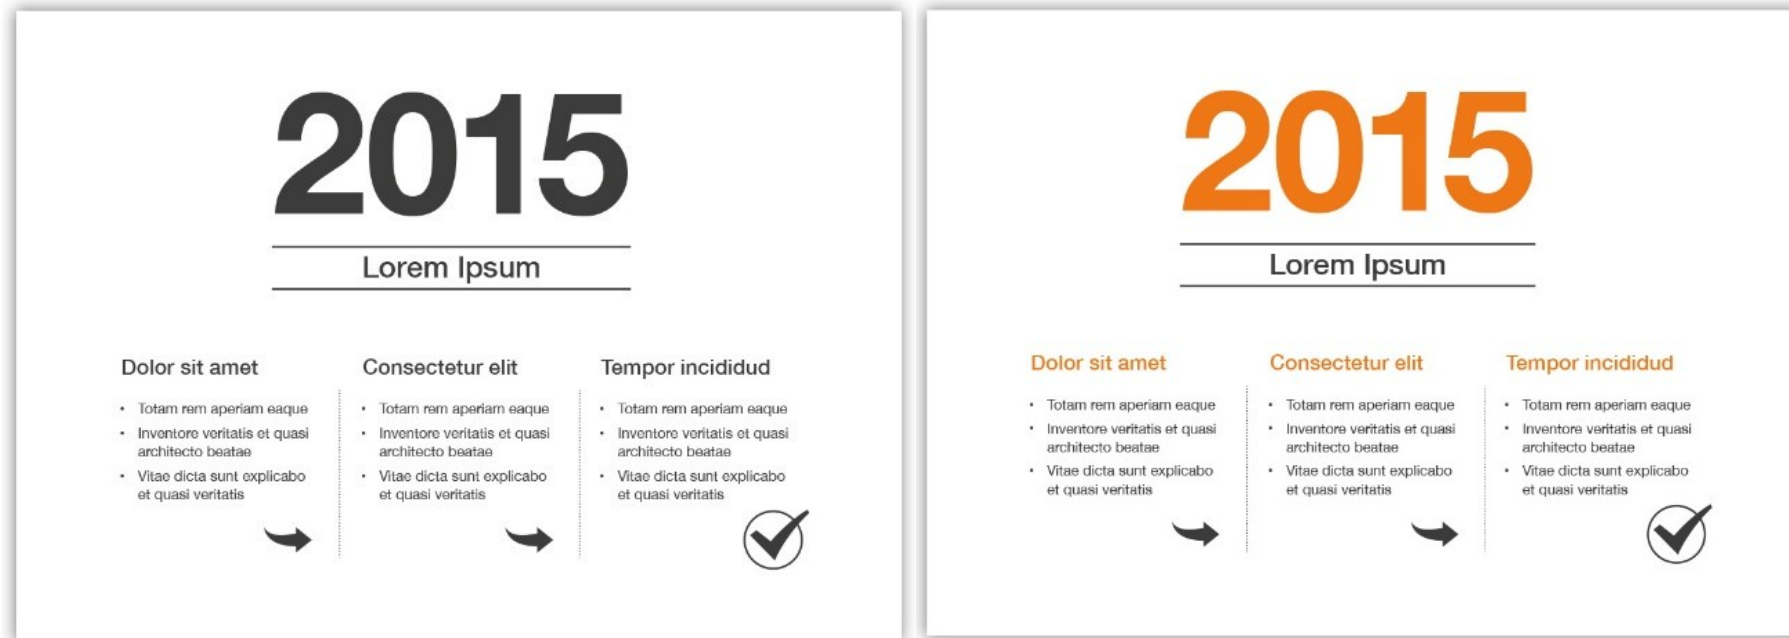 2015
Lorem Ipsum
Dolor sit amet
• Totam rem aperiam eaque
• Inventore veritatis et quasi
architecto beatae
• Vitae dicta sunt explicabo
et quasi veritatis
Consectetur elit
• Totam rem aperiam eaque
• Inventore veritatis et quasi
architecto beatae
• Vitae dicta sunt explicabo
et quasi veritatis
Tempor incididud
• Totam rem aperiam eaque
• Inventore veritatis et quasi
architecto beatae
• Vitae dicta sunt explicabo
et quasi veritatis
2015
Lorem Ipsum
Dolor sit amet
• Totam rem aperiam eaque
• Inventore veritatis et quasi
architecto beatae
• Vitae dicta sunt explicabo
et quasi veritatis
Consectetur elit
• Totam rem aperiam eaque
• Inventore veritatis et quasi
architecto beatae
• Vitae dicta sunt explicabo
et quasi veritatis
Tempor incididud
• Totam rem aperiam eaque
• Inventore veritatis et quasi
architecto beatae
• Vitae dicta sunt explicabo
et quasi veritatis